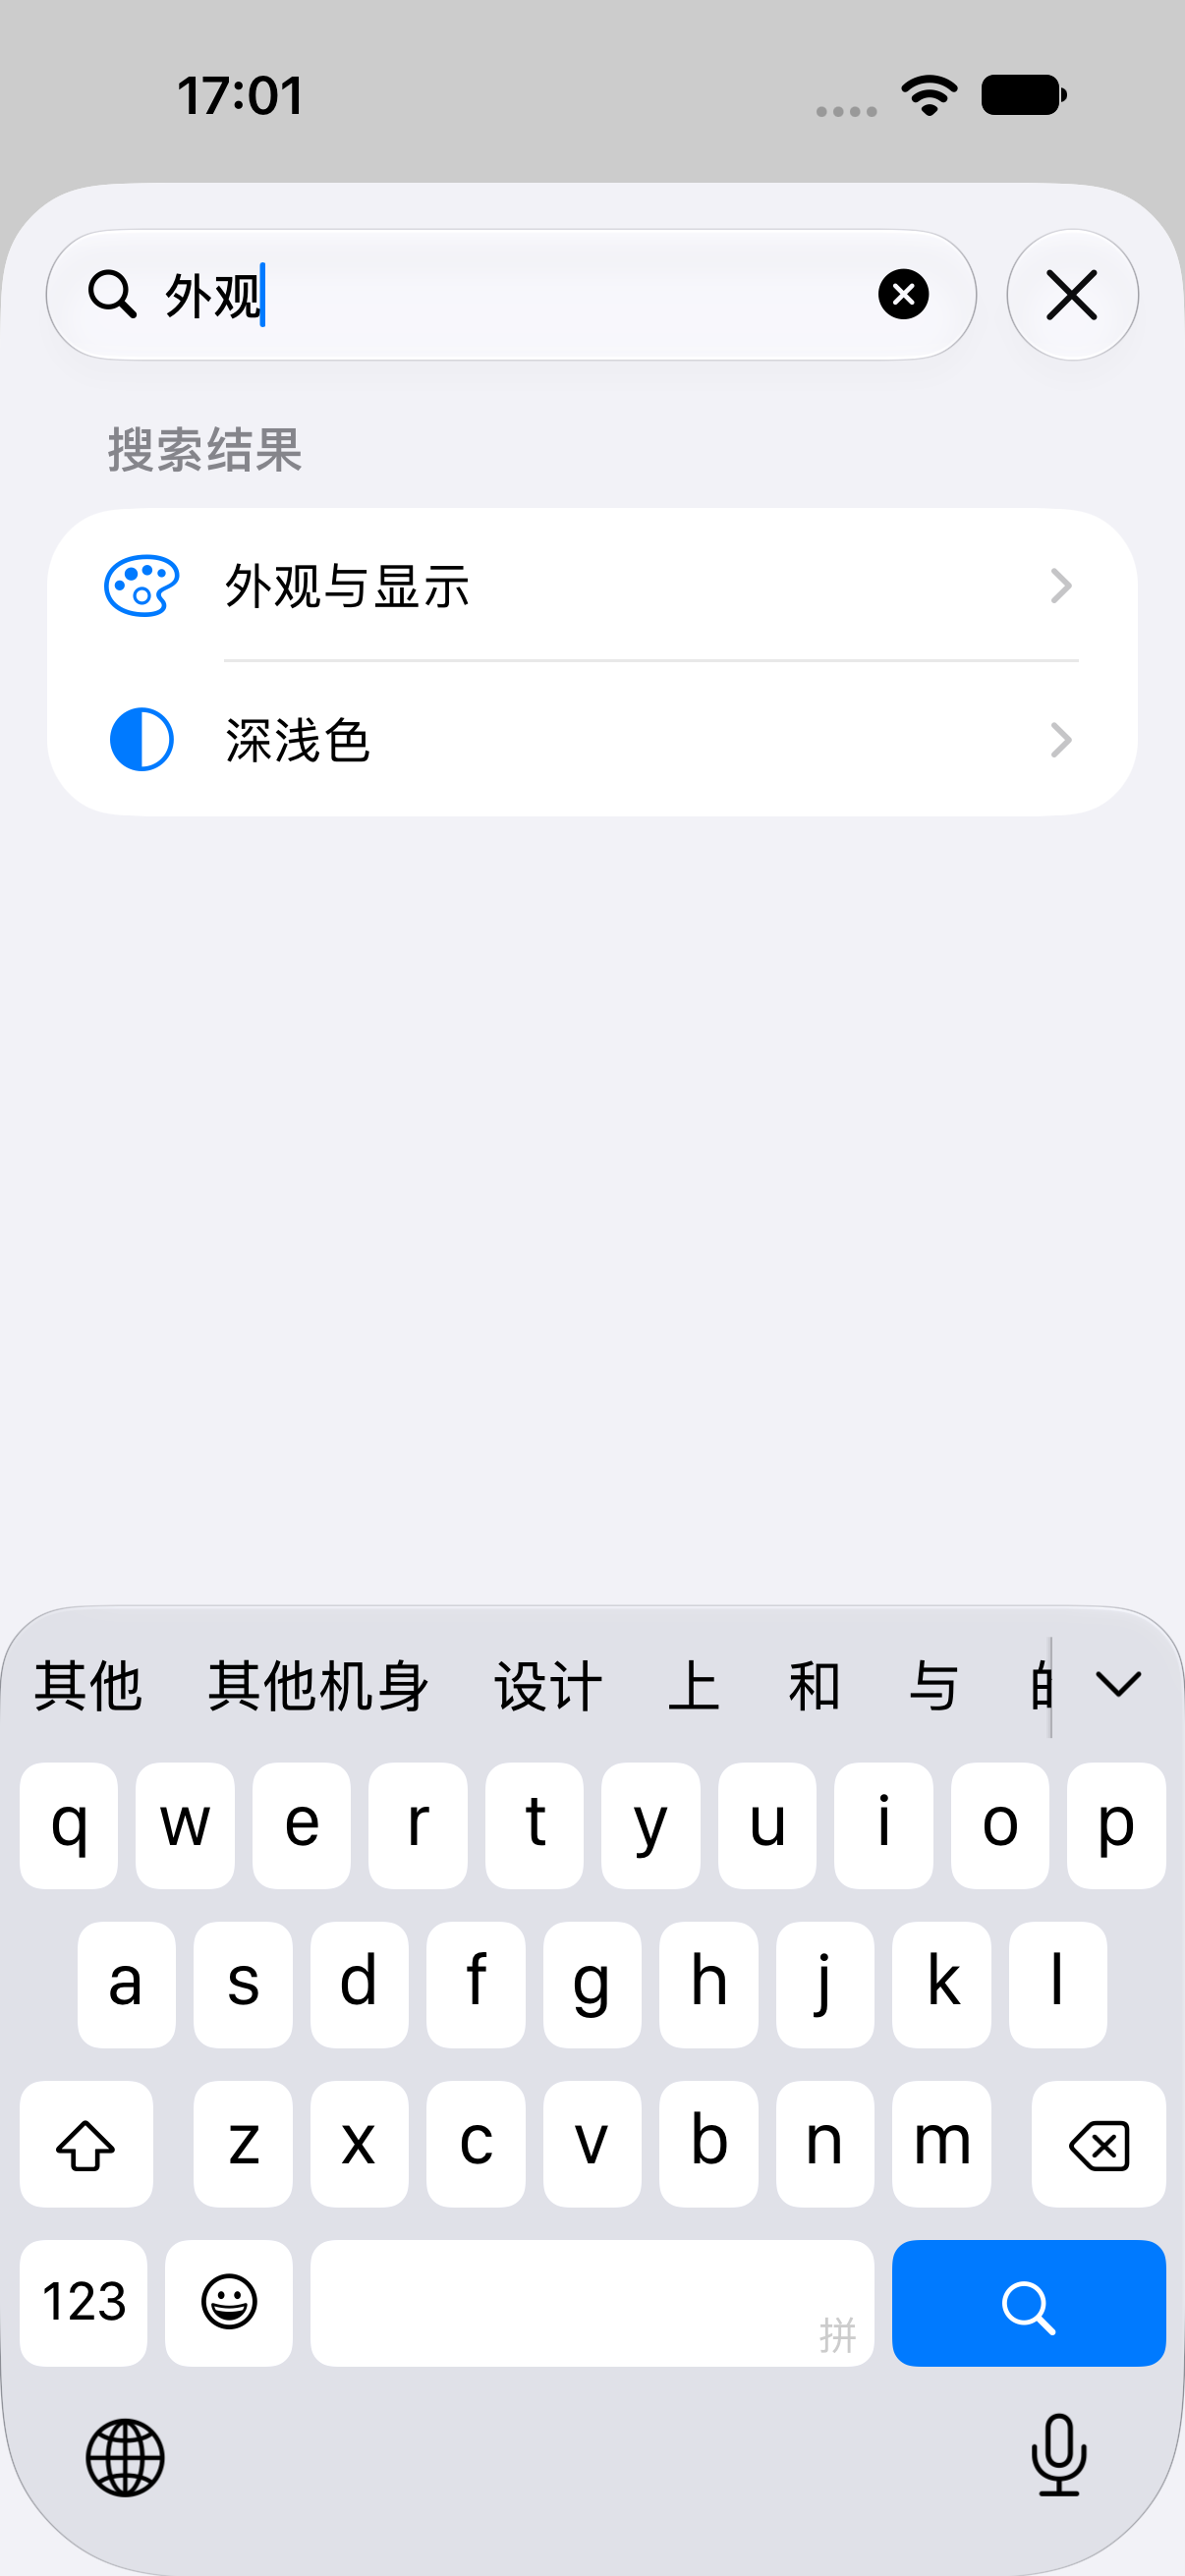 17:01
外观
搜索结果
外观与显示
深浅色
其他 其他机身 设计 上 和 与 的
q w e r t y u i o p
a s d f g h j k l
z x c v b n m
123 拼